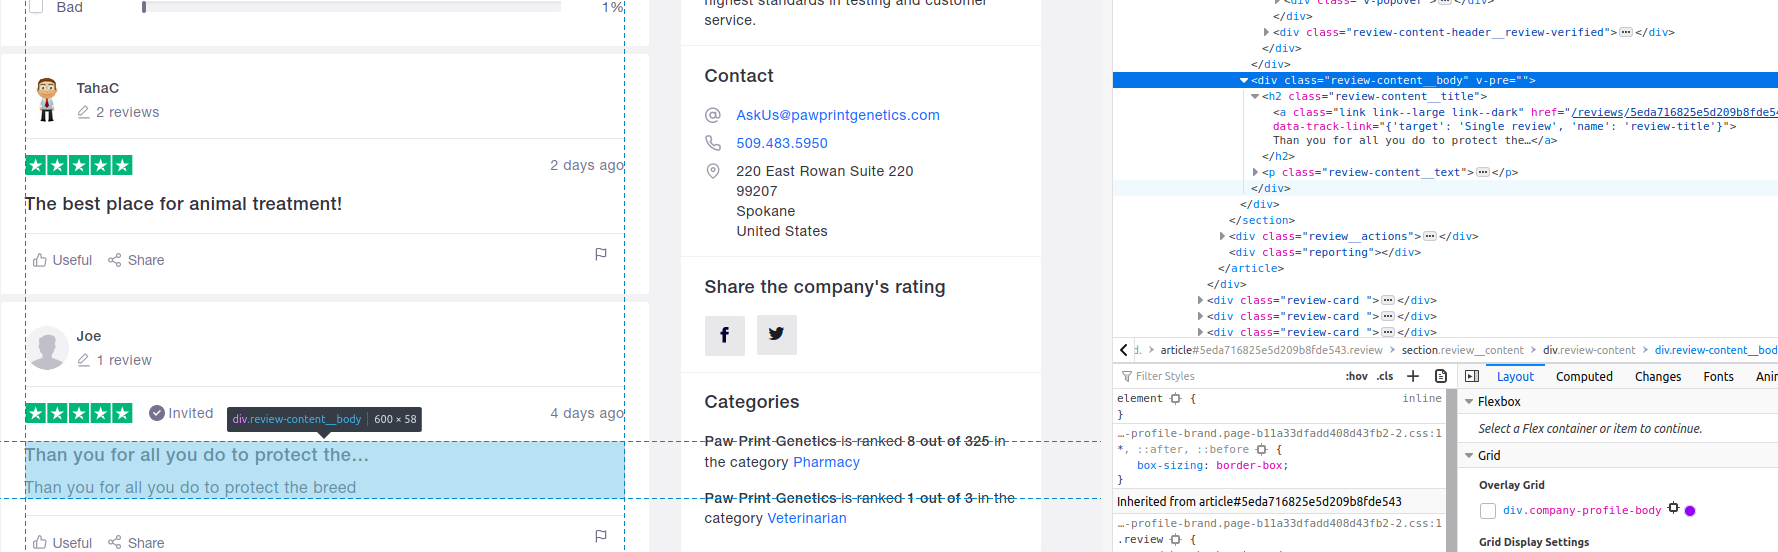 Bad
1%
TahaC
2 reviews
2 days ago
The best place for animal treatment!
Useful
Share
Joe
1 review
Invited
4 days ago
div.review-content__body
600 × 58
Than you for all you do to protect the...
Than you for all you do to protect the breed
Useful
Share
highest standards in testing and customer
service.
Contact
AskUs@pawprintgenetics.com
509.483.5950
220 East Rowan Suite 220
99207
Spokane
United States
Share the company's rating
Categories
Paw Print Genetics is ranked 8 out of 325 in
the category Pharmacy
Paw Print Genetics is ranked 1 out of 3 in the
category Veterinarian
<div class="v-popover">⋯</div>
</div>
<div class="review-content-header__review-verified">⋯</div>
</div>
</div>
<div class="review-content__body" v-pre="">
<h2 class="review-content__title">
<a class="link link--large link--dark" href="/reviews/5eda716825e5d209b8fde54
data-track-link="{'target': 'Single review', 'name': 'review-title'}">
Than you for all you do to protect the…</a>
</h2>
<p class="review-content__text">⋯</p>
</div>
</div>
</section>
<div class="review__actions">⋯</div>
<div class="reporting"></div>
</article>
</div>
<div class="review-card ">⋯</div>
<div class="review-card ">⋯</div>
<div class="review-card ">⋯</div>
d. > article#5eda716825e5d209b8fde543.review > section.review__content > div.review-content > div.review-content__bod
Filter Styles
:hov .cls +
element { inline
}
…-profile-brand.page-b11a33dfadd408d43fb2-2.css:1
*, ::after, ::before {
box-sizing: border-box;
}
Inherited from article#5eda716825e5d209b8fde543
…-profile-brand.page-b11a33dfadd408d43fb2-2.css:1
.review {
Layout Computed Changes Fonts Ani
Flexbox
Select a Flex container or item to continue.
Grid
Overlay Grid
div.company-profile-body
Grid Display Settings